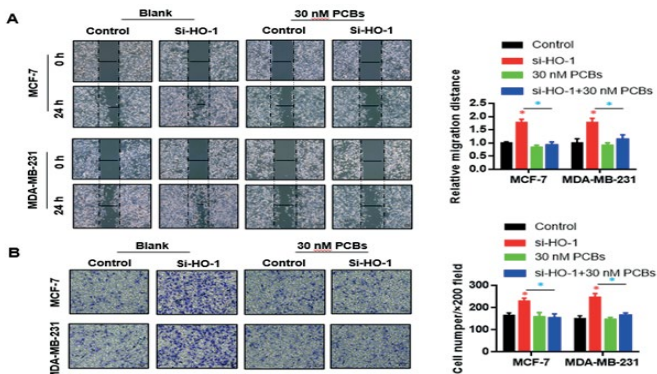 A
Blank
30 nM PCBs
Control
Si-HO-1
Control
Si-HO-1
MCF-7
0 h
24 h
MDA-MB-231
0 h
24 h
Control
si-HO-1
30 nM PCBs
si-HO-1+30 nM PCBs
Relative migration distance
2.5
2.0
1.5
1.0
0.5
0.0
* * * *
MCF-7 MDA-MB-231
B
Blank
30 nM PCBs
Control
Si-HO-1
Control
Si-HO-1
MCF-7
MDA-MB-231
Control
si-HO-1
30 nM PCBs
si-HO-1+30 nM PCBs
Cell number/×200 field
300
200
100
0
* * * *
MCF-7 MDA-MB-231